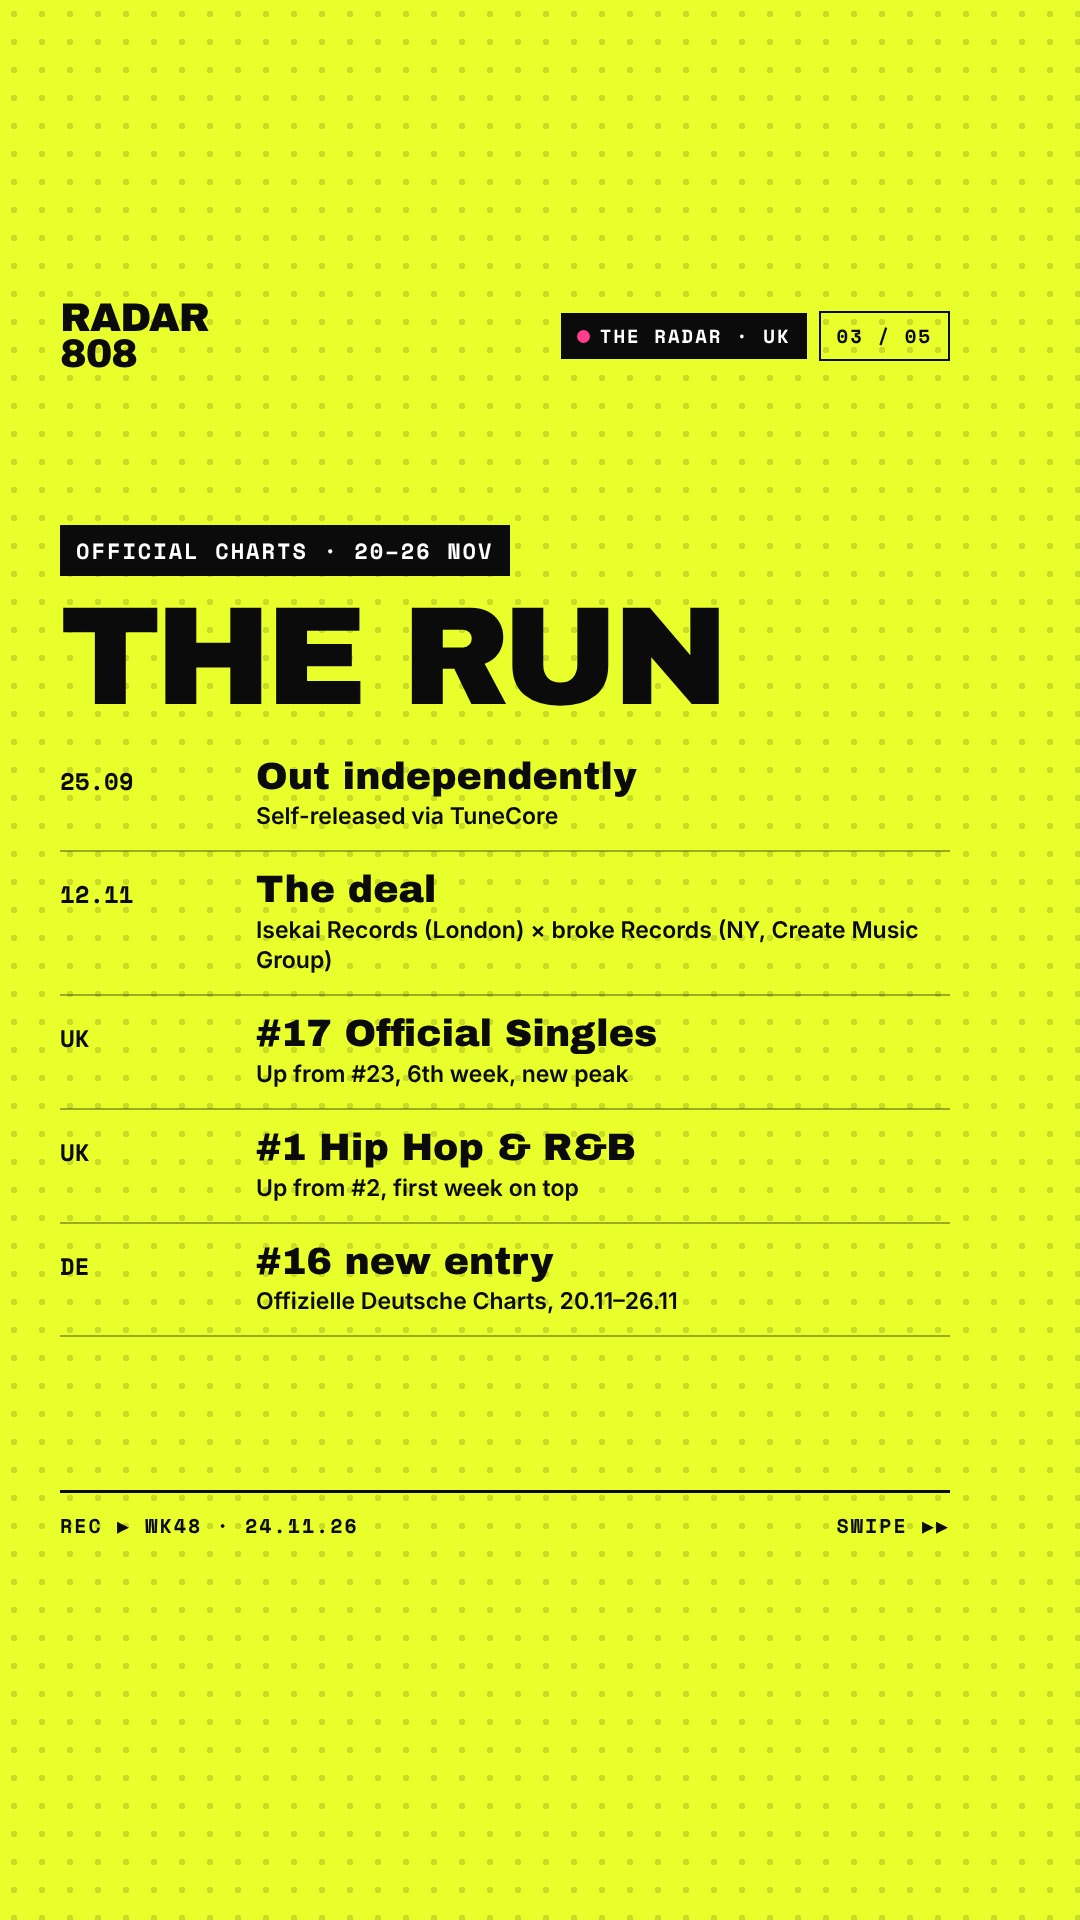 RADAR
808
THE RADAR · UK
03 / 05
OFFICIAL CHARTS · 20–26 NOV
THE RUN
25.09
Out independently
Self-released via TuneCore
12.11
The deal
Isekai Records (London) × broke Records (NY, Create Music
Group)
UK
#17 Official Singles
Up from #23, 6th week, new peak
UK
#1 Hip Hop & R&B
Up from #2, first week on top
DE
#16 new entry
Offizielle Deutsche Charts, 20.11–26.11
REC ▶ WK48 · 24.11.26
SWIPE ▶▶